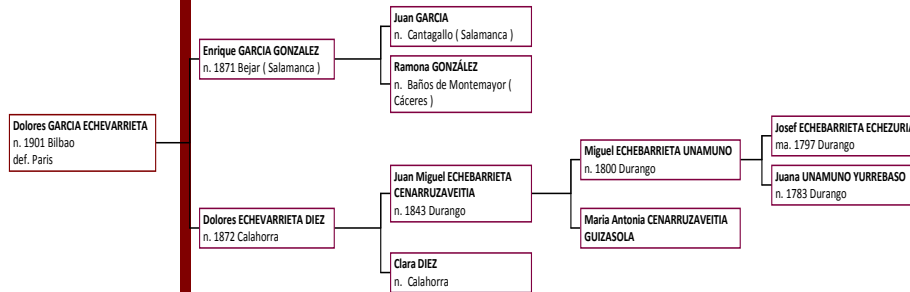 Dolores GARCIA ECHEVARRIETA
n. 1901 Bilbao
def. Paris
Enrique GARCIA GONZALEZ
n. 1871 Bejar ( Salamanca )
Dolores ECHEVARRIETA DIEZ
n. 1872 Calahorra
Juan GARCIA
n.  Cantagallo ( Salamanca )
Ramona GONZÁLEZ
n.  Baños de Montemayor (
Cáceres )
Juan Miguel ECHEBARRIETA
CENARRUZAVEITIA
n. 1843 Durango
Clara DIEZ
n.  Calahorra
Miguel ECHEBARRIETA UNAMUNO
n. 1800 Durango
Maria Antonia CENARRUZAVEITIA
GUIZASOLA
Josef ECHEBARRIETA ECHEZURIA
ma. 1797 Durango
Juana UNAMUNO YURREBASO
n. 1783 Durango